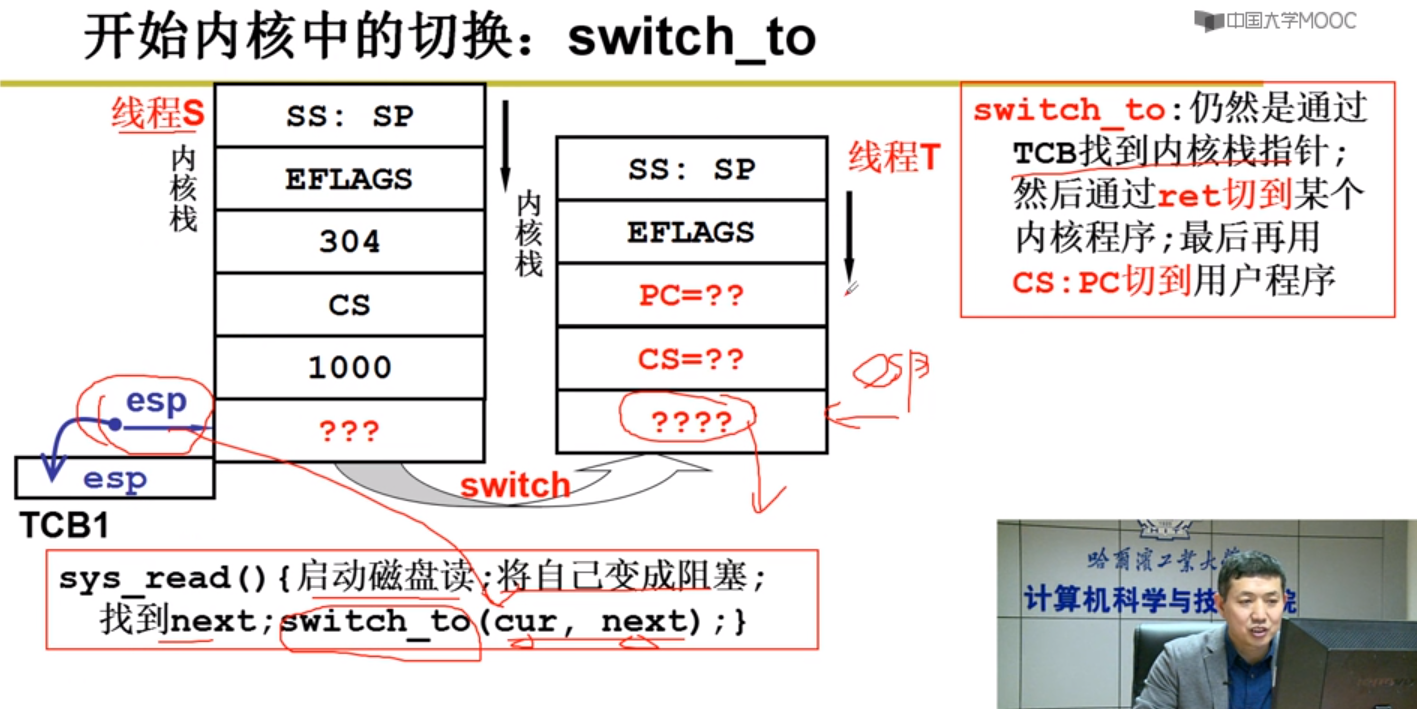 中国大学MOOC
开始内核中的切换：switch_to
线程S
内核栈
SS: SP
EFLAGS
304
CS
1000
???
esp
esp
TCB1
内核栈
线程T
SS: SP
EFLAGS
PC=??
CS=??
????
esp
switch
switch_to:仍然是通过
TCB找到内核栈指针;
然后通过ret切到某个
内核程序;最后再用
CS:PC切到用户程序
sys_read(){启动磁盘读;将自己变成阻塞;
找到next;switch_to(cur, next);}
哈尔滨工业大学
计算机科学与技 院